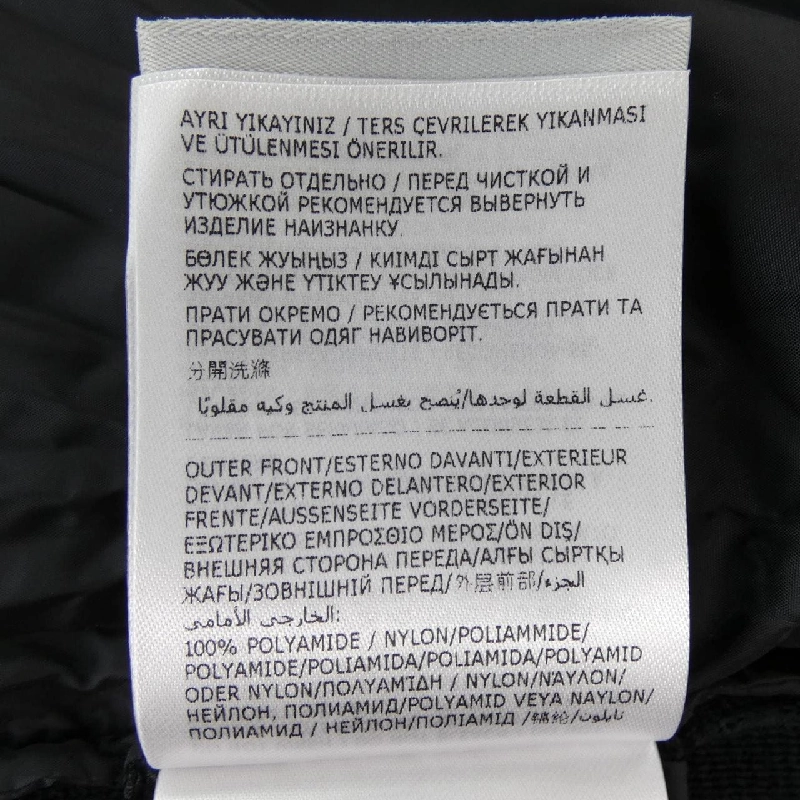 AYRI YIKAYINIZ / TERS ÇEVRILEREK YIKANMASI
VE ÜTÜLENMESI ÖNERILIR.
СТИРАТЬ ОТДЕЛЬНО / ПЕРЕД ЧИСТКОЙ И
УТЮЖКОЙ РЕКОМЕНДУЕТСЯ ВЫВЕРНУТЬ
ИЗДЕЛИЕ НАИЗНАНКУ.
БӨЛЕК ЖУЫҢЫЗ / КИІМДІ СЫРТ ЖАҒЫНАН
ЖУУ ЖӘНЕ ҮТІКТЕУ ҰСЫЛЫНАДЫ.
ПРАТИ ОКРЕМО / РЕКОМЕНДУЄТЬСЯ ПРАТИ ТА
ПРАСУВАТИ ОДЯГ НАВИВОРІТ.
分開洗滌
غسل القطعة لوحدها/يُنصح بغسل المنتج وكيه مقلوبًا.
OUTER FRONT/ESTERNO DAVANTI/EXTERIEUR
DEVANT/EXTERNO DELANTERO/EXTERIOR
FRENTE/AUSSENSEITE VORDERSEITE/
ΕΞΩΤΕΡΙΚΟ ΕΜΠΡΟΣΘΙΟ ΜΕΡΟΣ/ÖN DIŞ/
ВНЕШНЯЯ СТОРОНА ПЕРЕДА/АЛҒЫ СЫРТҚЫ
ЖАҒЫ/ЗОВНІШНІЙ ПЕРЕД/外层前部/الجزء
الخارجي الأمامي:
100% POLYAMIDE / NYLON/POLIAMMIDE/
POLYAMIDE/POLIAMIDA/POLIAMIDA/POLYAMID
ODER NYLON/ΠΟΛΥΑΜΊΔΗ / NYLON/ΝΆΥΛΟΝ/
НЕЙЛОН, ПОЛИАМИД/POLYAMID VEYA NAYLON/
ПОЛИАМИД / НЕЙЛОН/ПОЛІАМІД /锦纶/نايلون